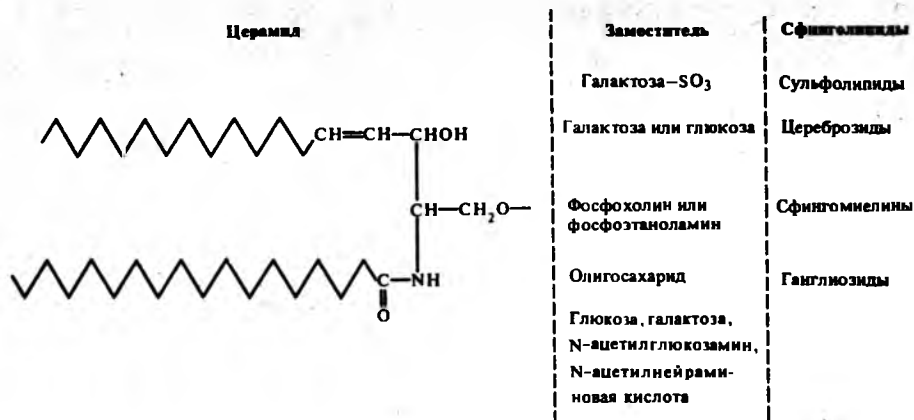 Церамид Заместитель Сфинголипиды
Галактоза–SO3 Сульфолипиды
CH=CH–CHOH Галактоза или глюкоза Цереброзиды
CH–CH2O– Фосфохолин или Сфингомиелины
фосфоэтаноламин
C–NH Олигосахарид Ганглиозиды
O
Глюкоза, галактоза,
N-ацетилглюкозамин,
N-ацетилнейрами-
новая кислота